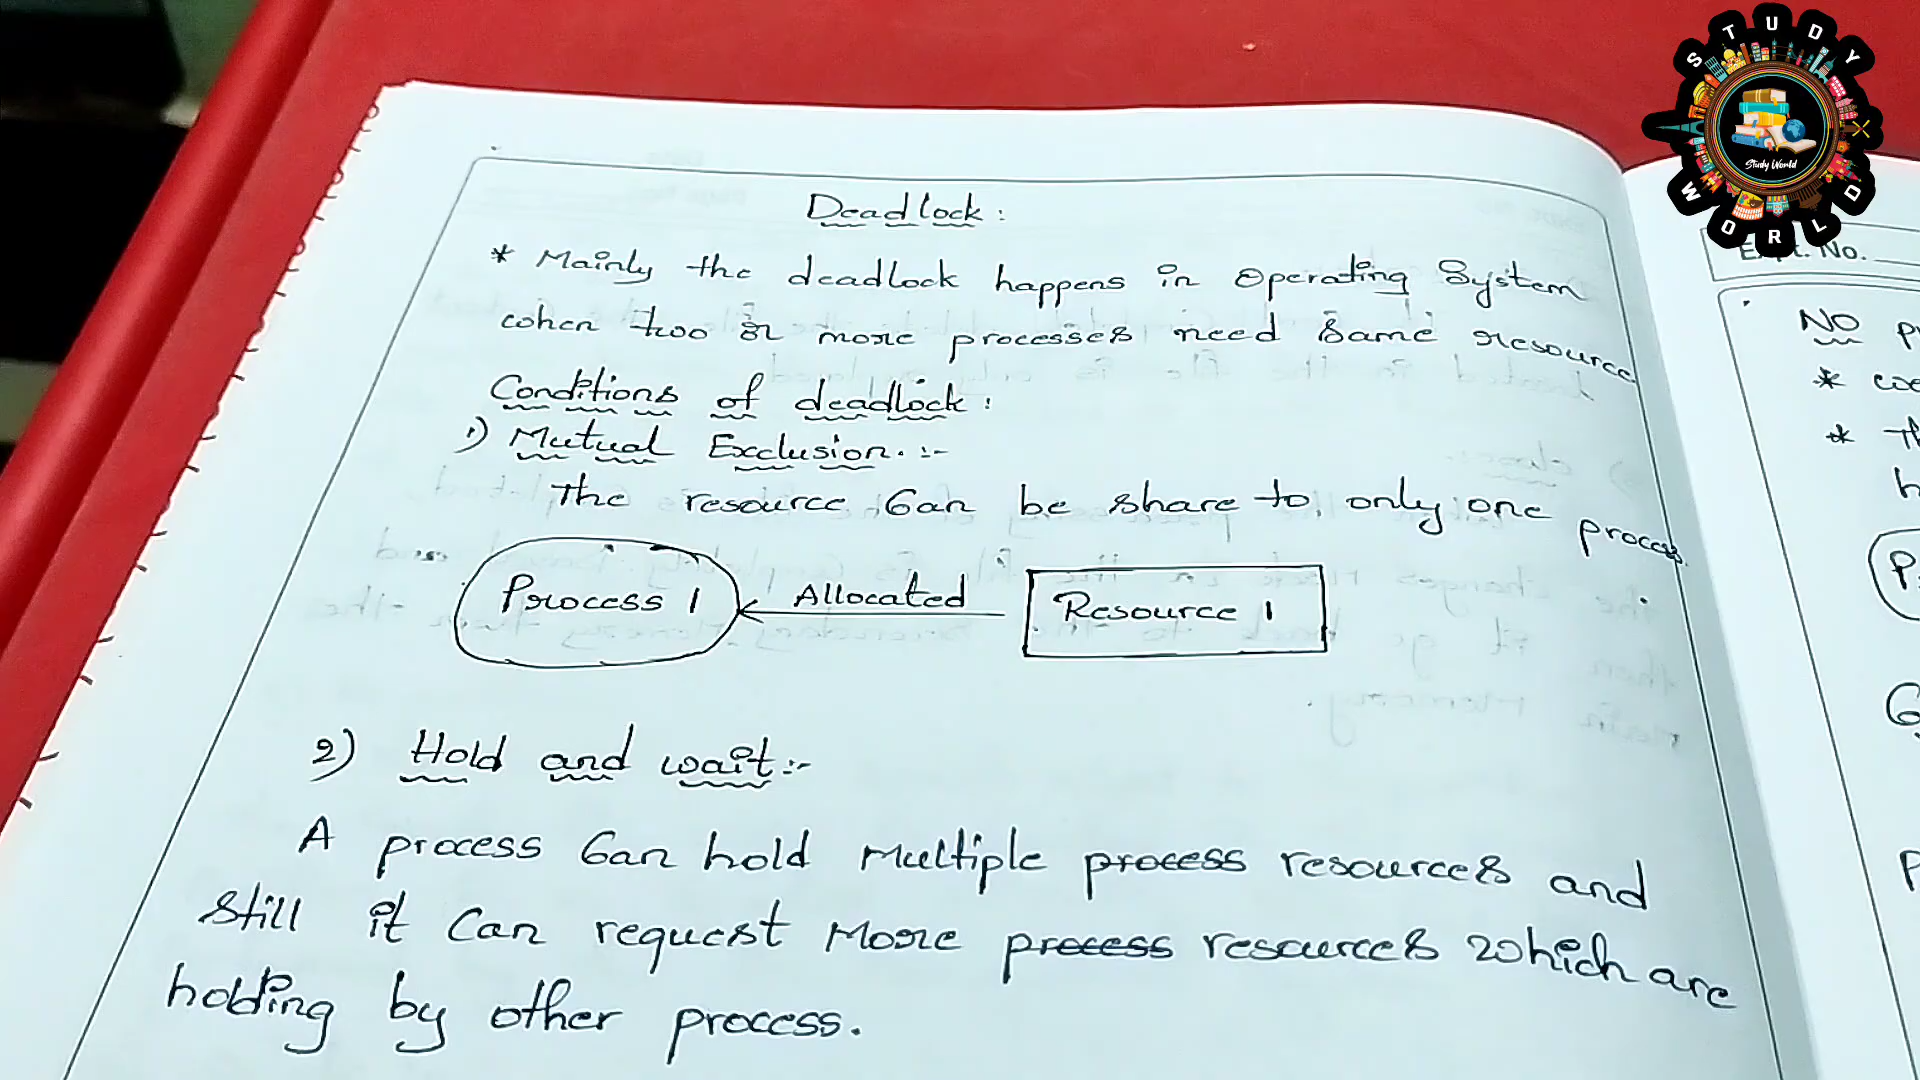 STUDY WORLD
Study World
Deadlock:
* Mainly the deadlock happens in Operating System
when two or more processes need same resource
Conditions of deadlock:
1) Mutual Exclusion.:-
The resource Can be share to only one process
Process 1
Allocated
Resource 1
2) Hold and wait:-
A process Can hold Multiple process resources and
still it Can request More process resources which are
holding by other process.
No.
NO
*
*